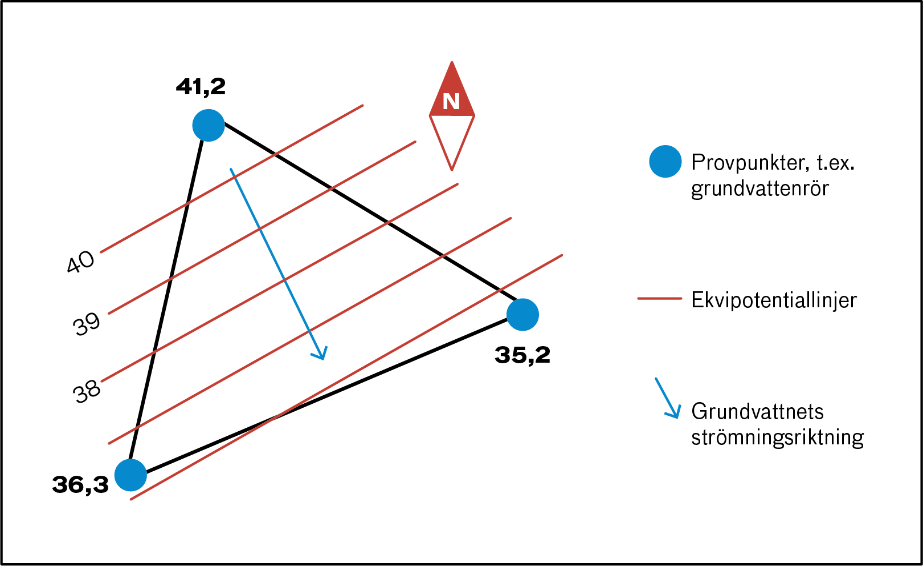 41,2
N
40
39
38
36,3
35,2
Provpunkter, t.ex.
grundvattenrör
Ekvipotentiallinjer
Grundvattnets
strömningsriktning